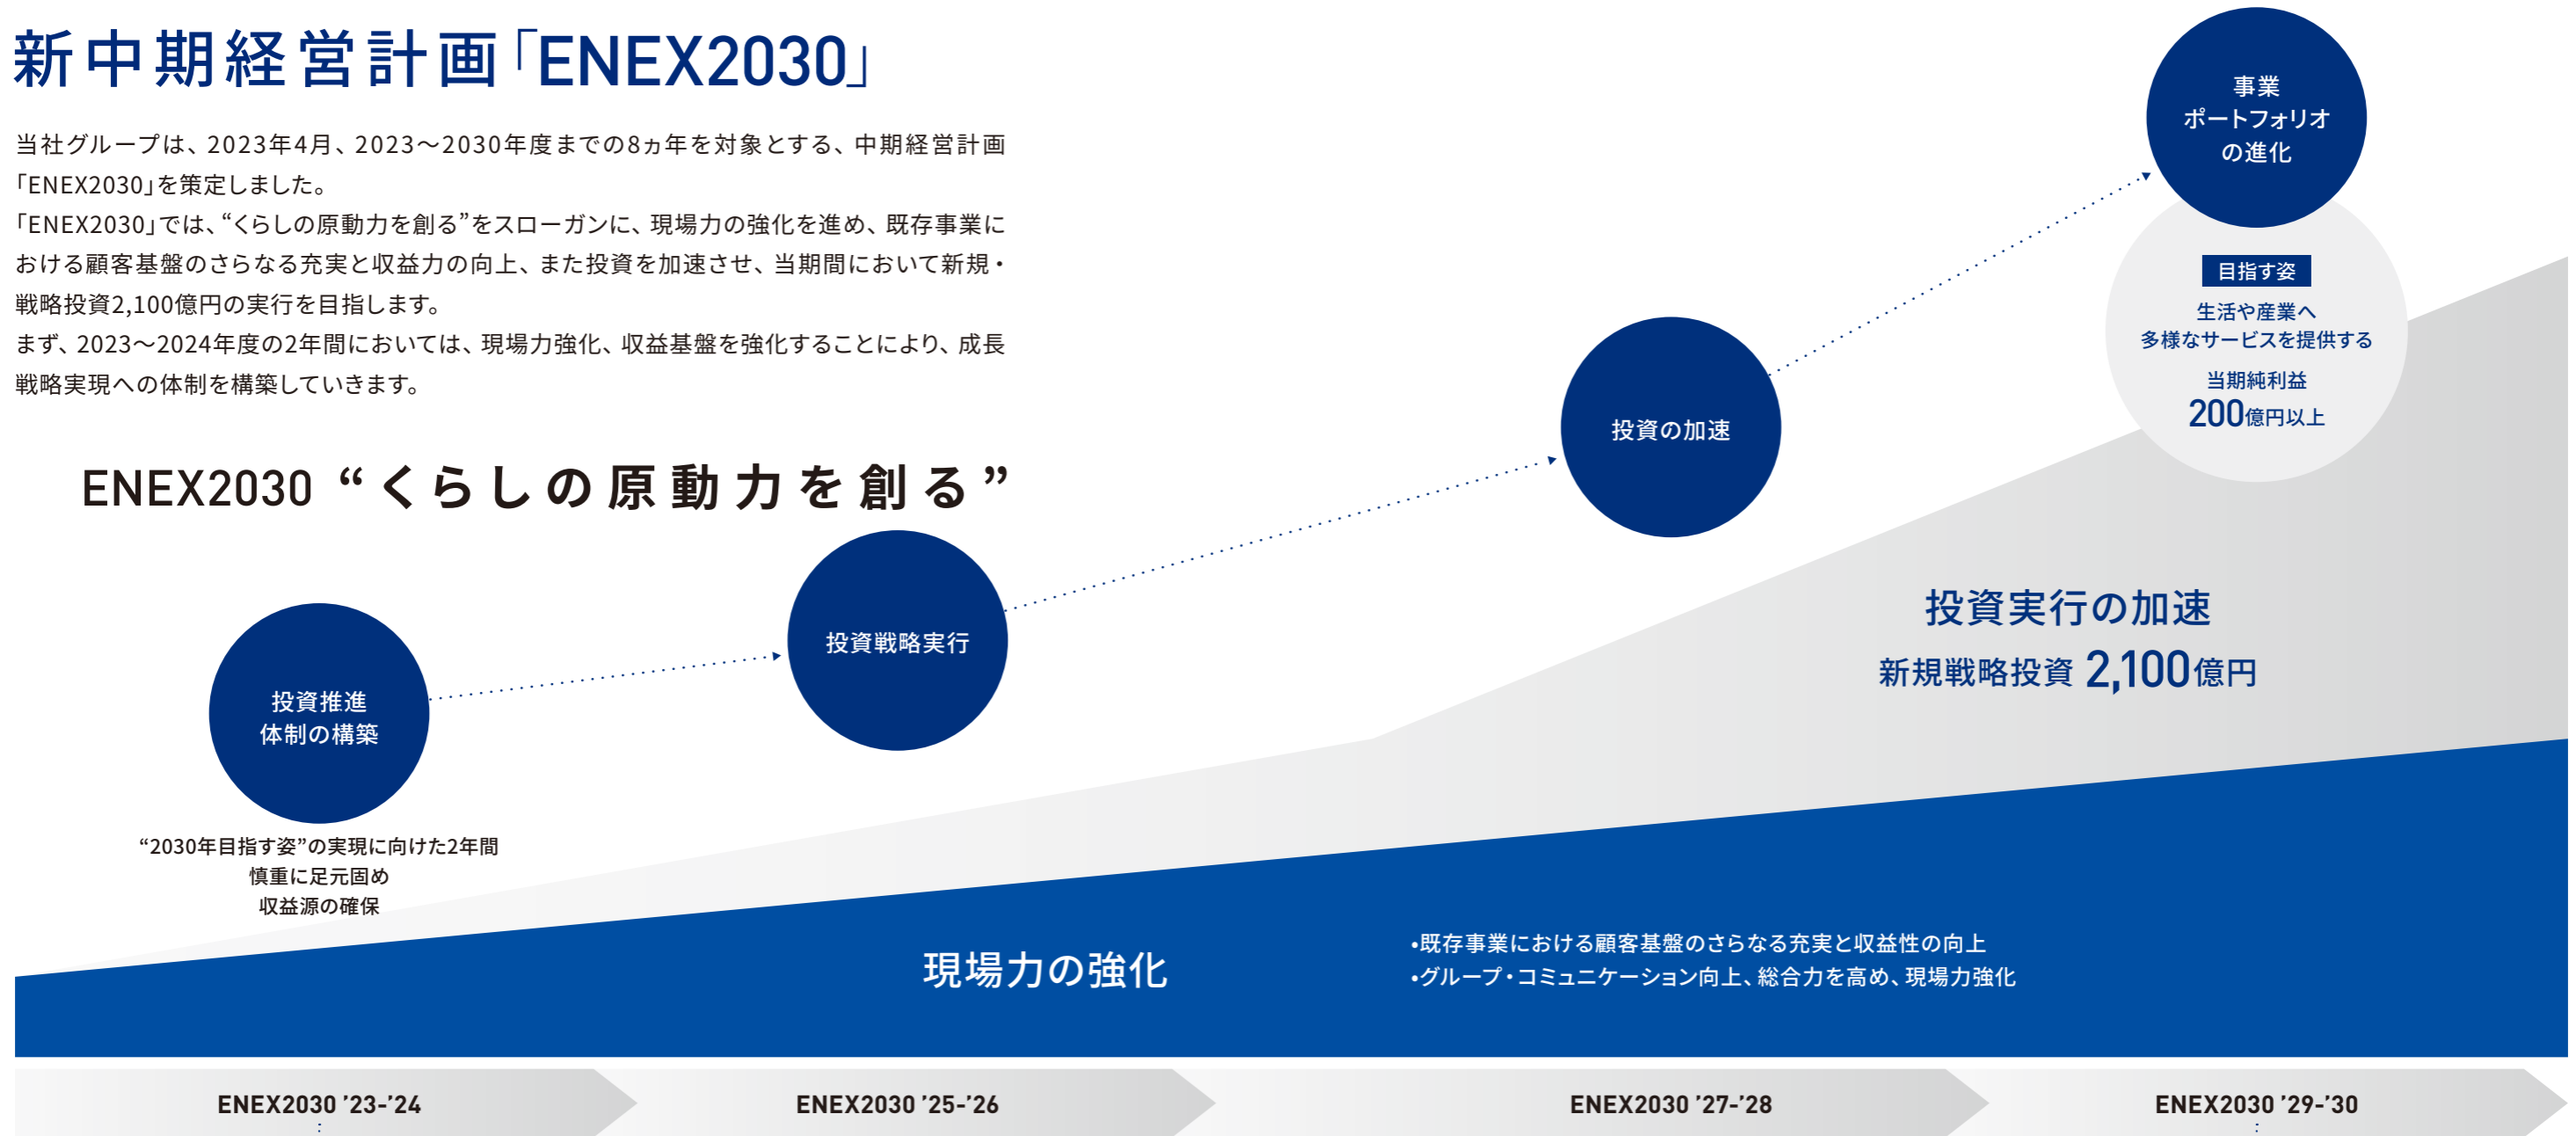 新中期経営計画「ENEX2030」
当社グループは、2023年4月、2023〜2030年度までの8ヵ年を対象とする、中期経営計画
「ENEX2030」を策定しました。
「ENEX2030」では、“くらしの原動力を創る”をスローガンに、現場力の強化を進め、既存事業に
おける顧客基盤のさらなる充実と収益力の向上、また投資を加速させ、当期間において新規・
戦略投資2,100億円の実行を目指します。
まず、2023〜2024年度の2年間においては、現場力強化、収益基盤を強化することにより、成長
戦略実現への体制を構築していきます。
ENEX2030 “くらしの原動力を創る”
投資推進
体制の構築
“2030年目指す姿”の実現に向けた2年間
慎重に足元固め
収益源の確保
投資戦略実行
投資の加速
事業
ポートフォリオ
の進化
目指す姿
生活や産業へ
多様なサービスを提供する
当期純利益
200億円以上
投資実行の加速
新規戦略投資 2,100億円
現場力の強化
•既存事業における顧客基盤のさらなる充実と収益性の向上
•グループ・コミュニケーション向上、総合力を高め、現場力強化
ENEX2030 ’23-’24
ENEX2030 ’25-’26
ENEX2030 ’27-’28
ENEX2030 ’29-’30